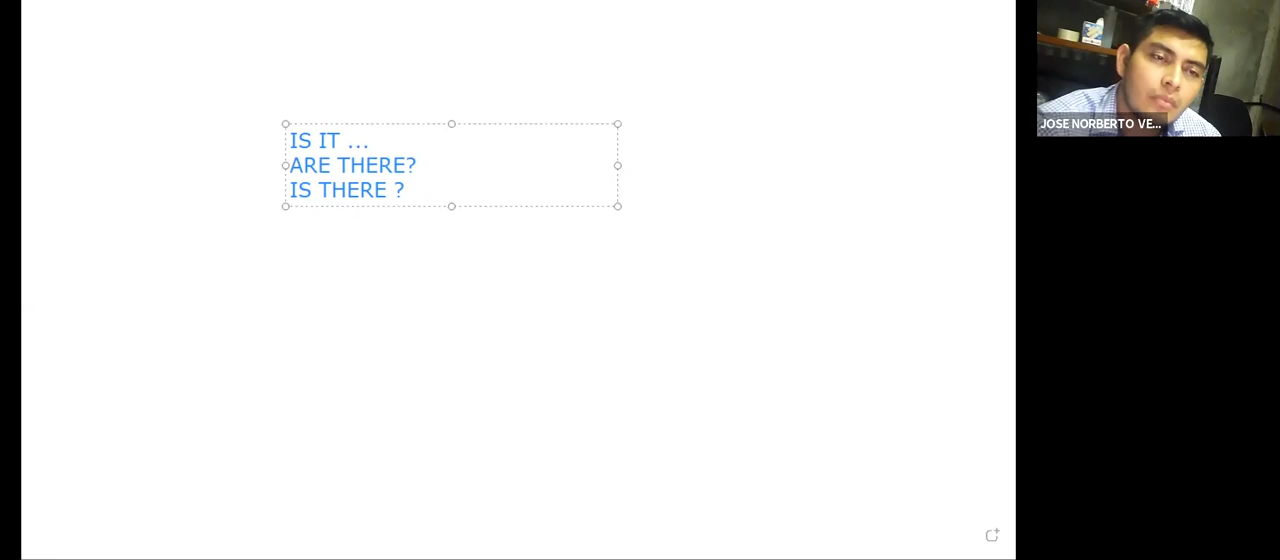 IS IT ...
ARE THERE?
IS THERE ?
JOSE NORBERTO VE...